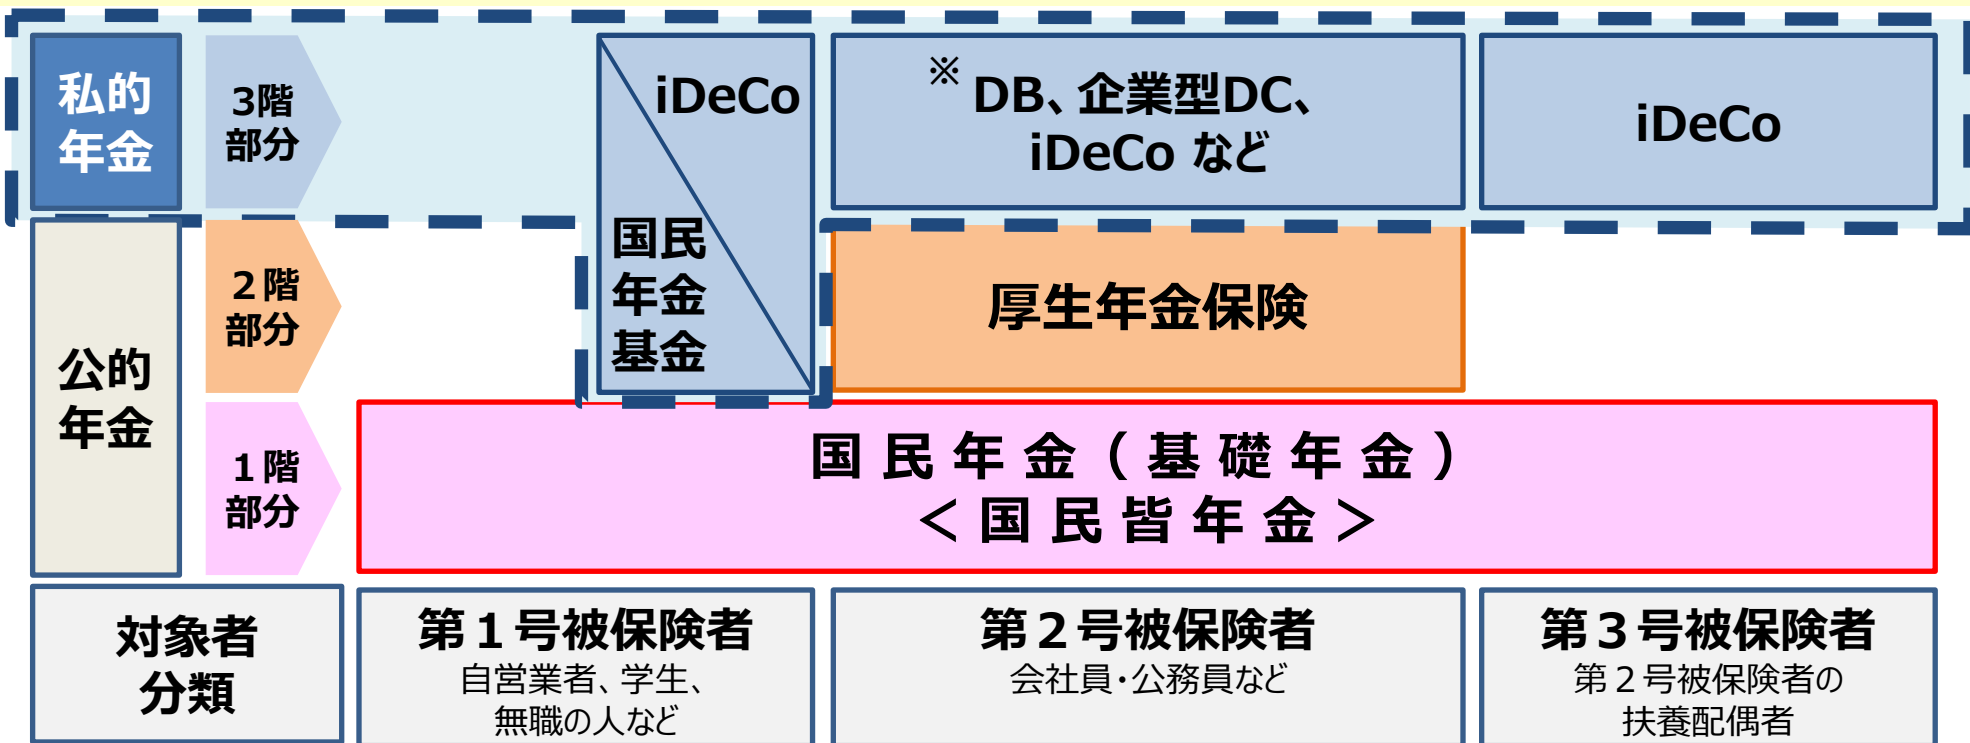 私的
年金
3階
部分
iDeCo
国民
年金
基金
※ DB、企業型DC、
iDeCo など
iDeCo
公的
年金
２階
部分
厚生年金保険
１階
部分
国民年金（基礎年金）
＜国民皆年金＞
対象者
分類
第１号被保険者
自営業者、学生、
無職の人など
第２号被保険者
会社員・公務員など
第３号被保険者
第２号被保険者の
扶養配偶者